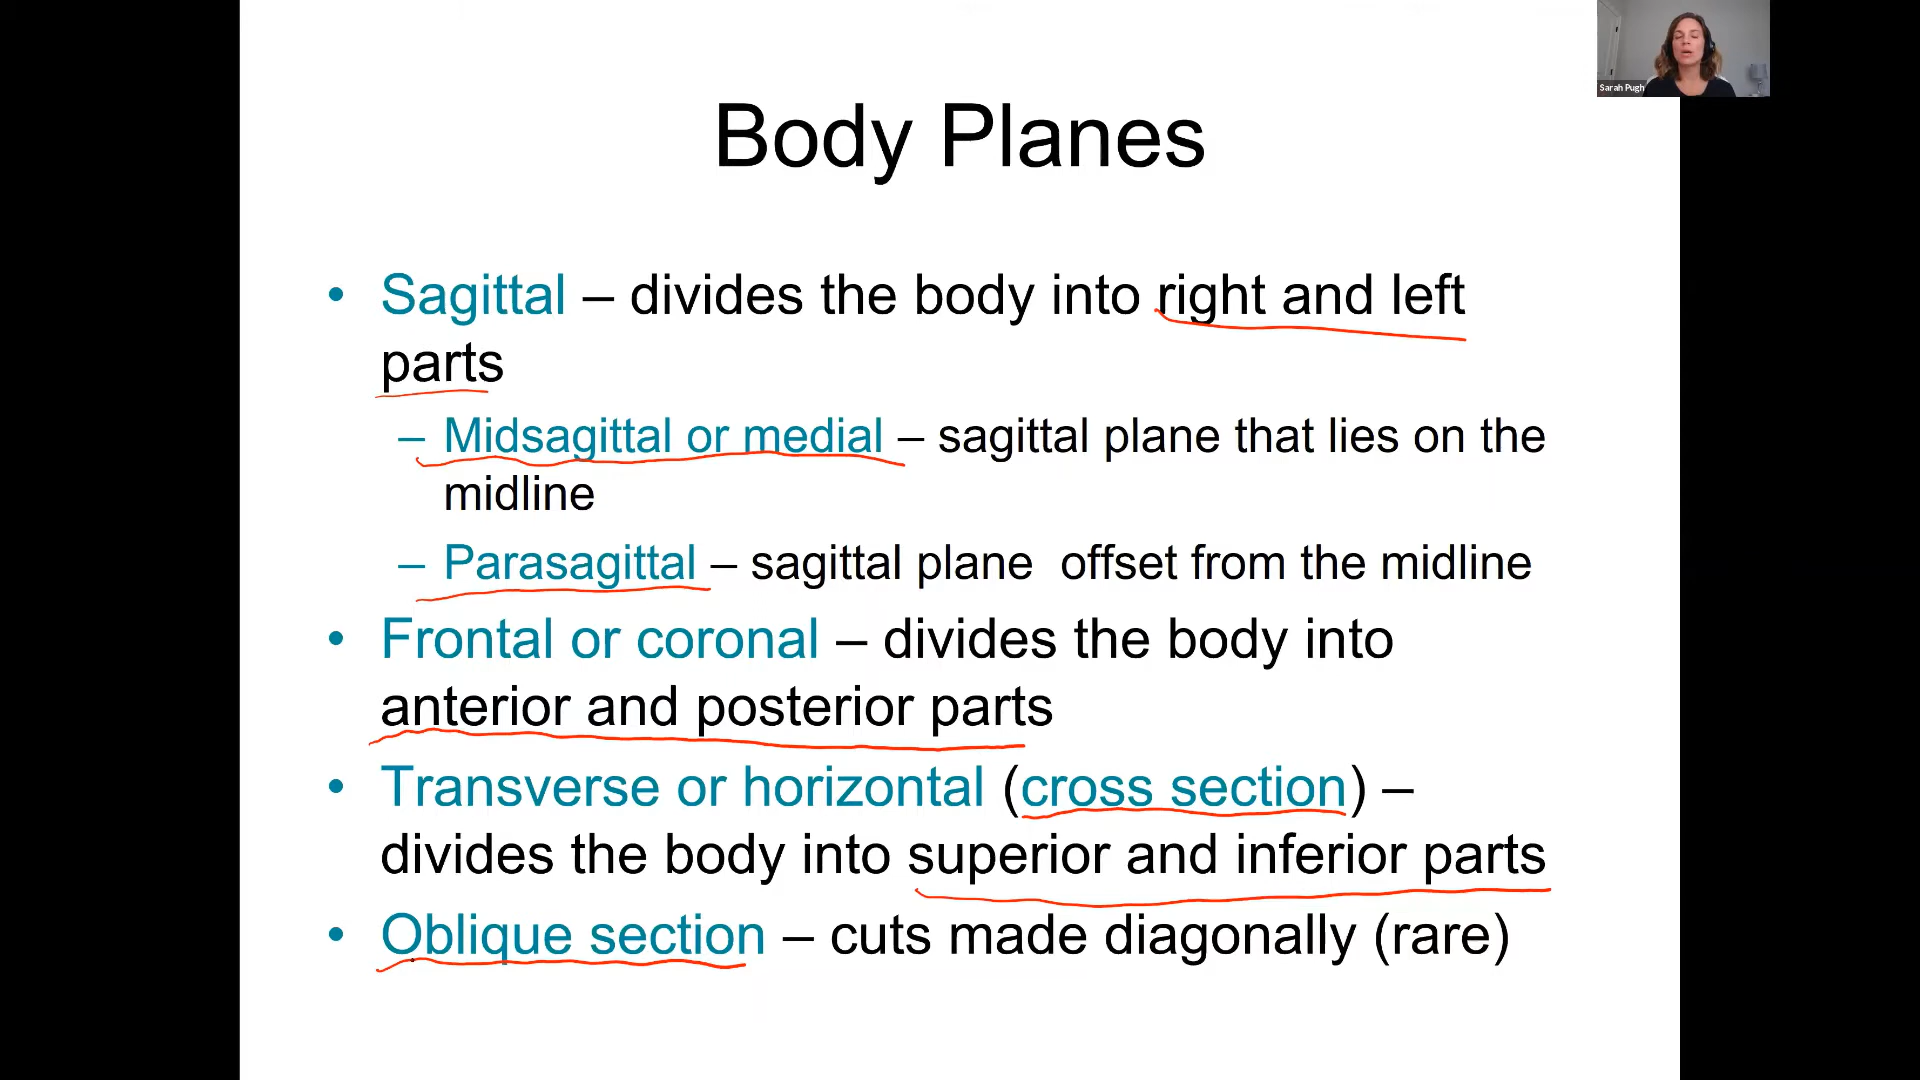 Sarah Pugh
Body Planes
• Sagittal – divides the body into right and left
parts
– Midsagittal or medial – sagittal plane that lies on the
midline
– Parasagittal – sagittal plane  offset from the midline
• Frontal or coronal – divides the body into
anterior and posterior parts
• Transverse or horizontal (cross section) –
divides the body into superior and inferior parts
• Oblique section – cuts made diagonally (rare)